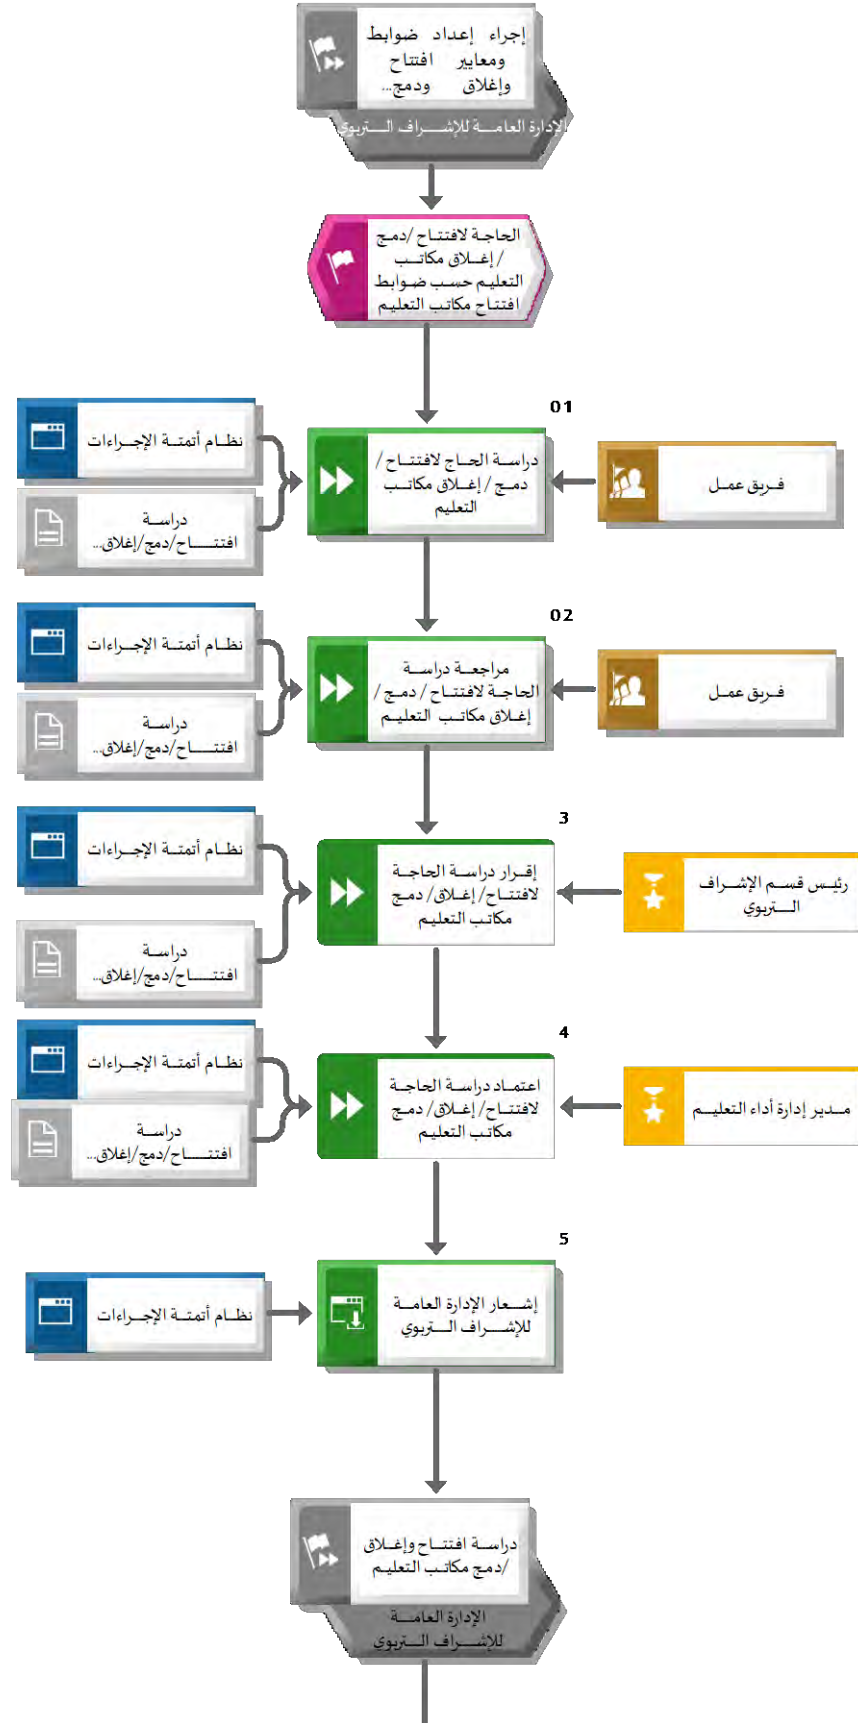 إجراء إعداد ضوابط
ومعايير افتتاح
وإغلاق ودمج...
الإدارة العامة للإشراف التربوي
الحاجة لافتتاح/دمج
/إغلاق مكاتب
التعليم حسب ضوابط
افتتاح مكاتب التعليم
01
دراسة الحاج لافتتاح/
دمج/ إغلاق مكاتب
التعليم
فريق عمل
نظام أتمتة الإجراءات
دراسة
افتتاح/دمج/إغلاق...
02
مراجعة دراسة
الحاجة لافتتاح/ دمج/
إغلاق مكاتب التعليم
فريق عمل
نظام أتمتة الإجراءات
دراسة
افتتاح/دمج/إغلاق...
3
إقرار دراسة الحاجة
لافتتاح/ إغلاق/ دمج
مكاتب التعليم
رئيس قسم الإشراف
التربوي
نظام أتمتة الإجراءات
دراسة
افتتاح/دمج/إغلاق...
4
اعتماد دراسة الحاجة
لافتتاح/ إغلاق/ دمج
مكاتب التعليم
مدير إدارة أداء التعليم
نظام أتمتة الإجراءات
دراسة
افتتاح/دمج/إغلاق...
5
إشعار الإدارة العامة
للإشراف التربوي
نظام أتمتة الإجراءات
دراسة افتتاح وإغلاق
/دمج مكاتب التعليم
الإدارة العامة
للإشراف التربوي